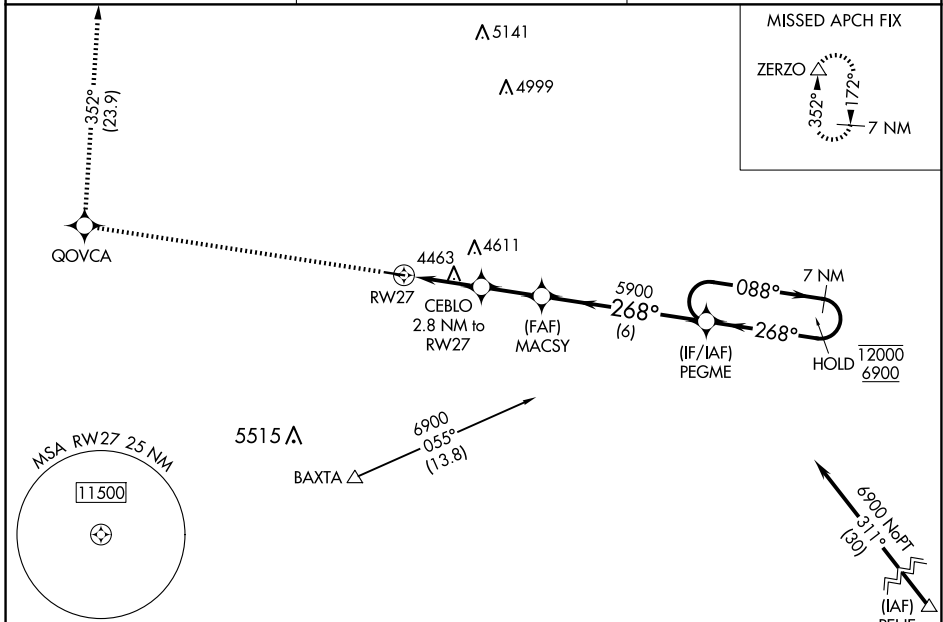 MISSED APCH FIX
ZERZO
352°
172°
7 NM
5141
4999
352°
(23.9)
QOVCA
4463
4611
RW27
CEBLO
2.8 NM to
RW27
(FAF)
MACSY
5900
268°
(6)
(IF/IAF)
PEGME
088°
7 NM
268°
HOLD
12000
6900
5515
BAXTA
6900
055°
(13.8)
MSA RW27 25 NM
11500
6900 NoPT
311°
(30)
(IAF)